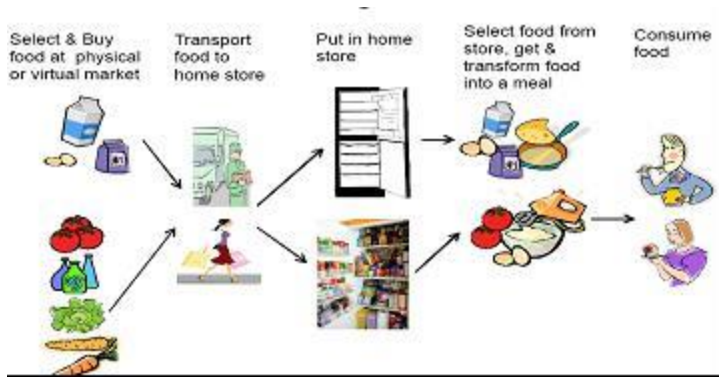 Select & Buy
food at physical
or virtual market
Transport
food to
home store
Put in home
store
Select food from
store, get &
transform food
into a meal
Consume
food